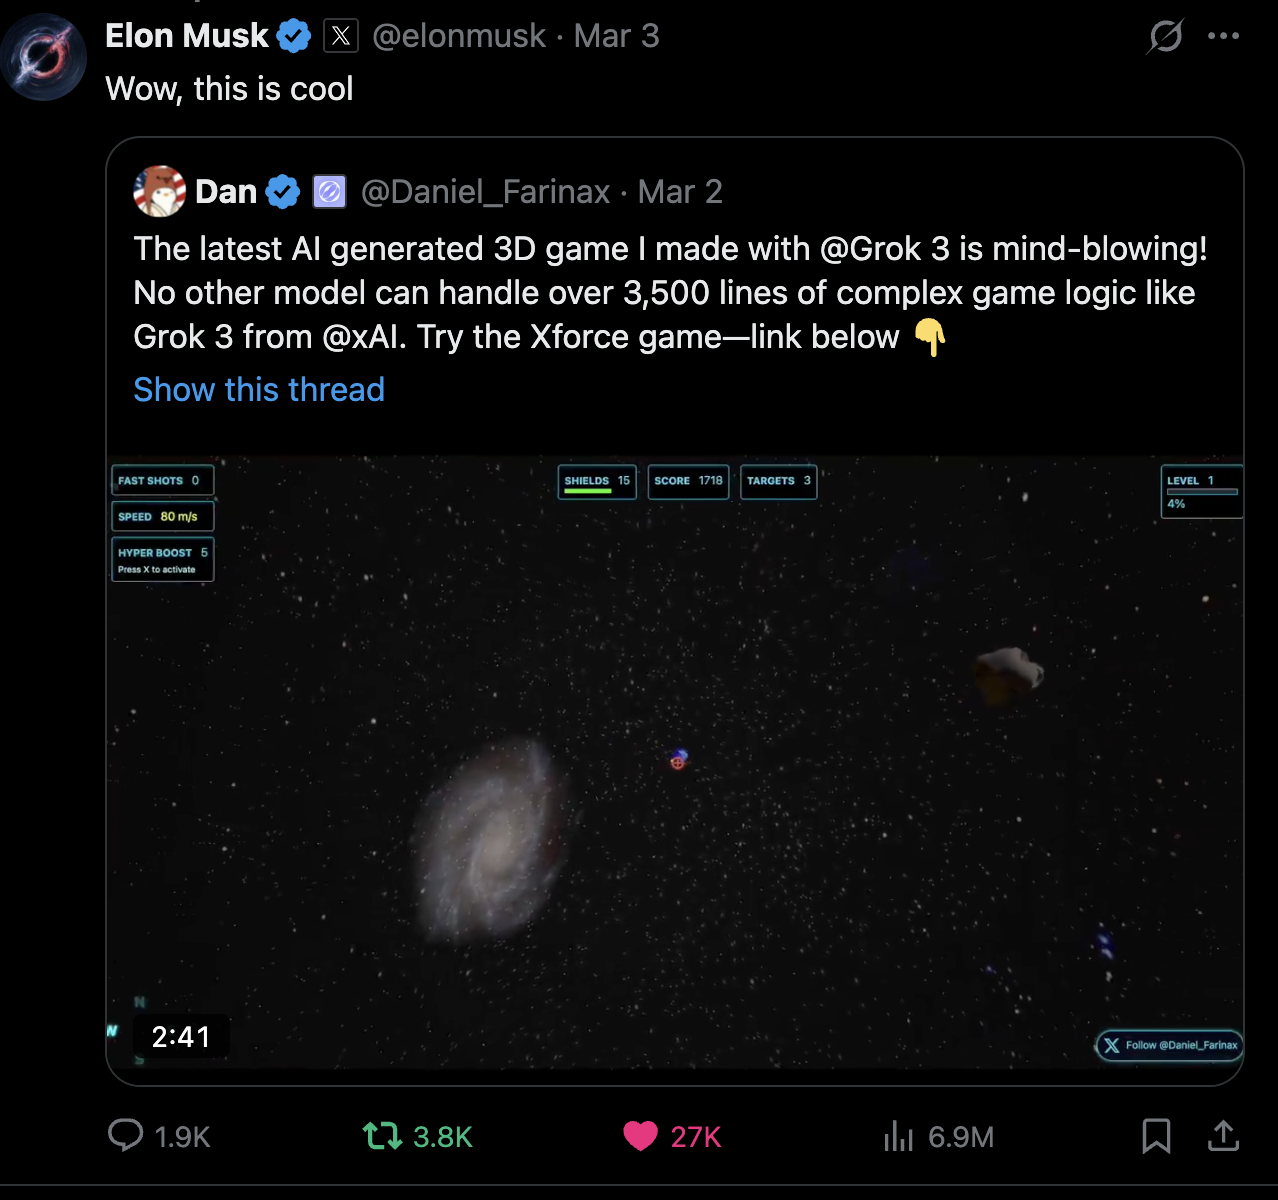 Elon Musk @elonmusk · Mar 3
Wow, this is cool
Dan @Daniel_Farinax · Mar 2
The latest AI generated 3D game I made with @Grok 3 is mind-blowing!
No other model can handle over 3,500 lines of complex game logic like
Grok 3 from @xAI. Try the Xforce game—link below 👇
Show this thread
FAST SHOTS 0
SHIELDS 15
SCORE 1718
TARGETS 3
LEVEL 1
4%
SPEED 80 m/s
HYPER BOOST 5
Press X to activate
N
W
S
2:41
X Follow @Daniel_Farinax
1.9K
3.8K
27K
6.9M